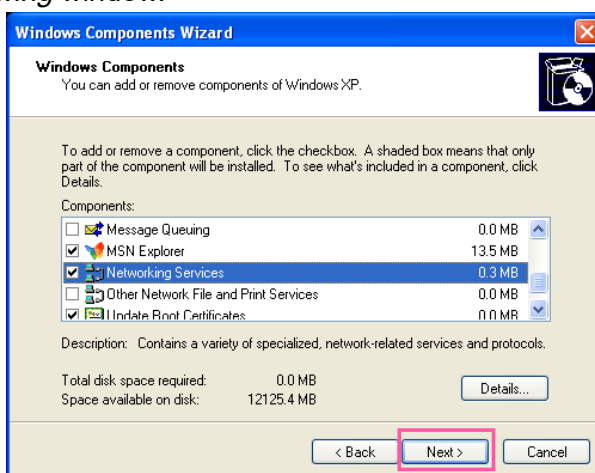 Windows Components Wizard
Windows Components
You can add or remove components of Windows XP.
To add or remove a component, click the checkbox. A shaded box means that only
part of the component will be installed. To see what's included in a component, click
Details.
Components:
Message Queuing 0.0 MB
MSN Explorer 13.5 MB
Networking Services 0.3 MB
Other Network File and Print Services 0.0 MB
Update Root Certificates 0.0 MB
Description: Contains a variety of specialized, network-related services and protocols.
Total disk space required: 0.0 MB
Space available on disk: 12125.4 MB
Details...
< Back Next > Cancel